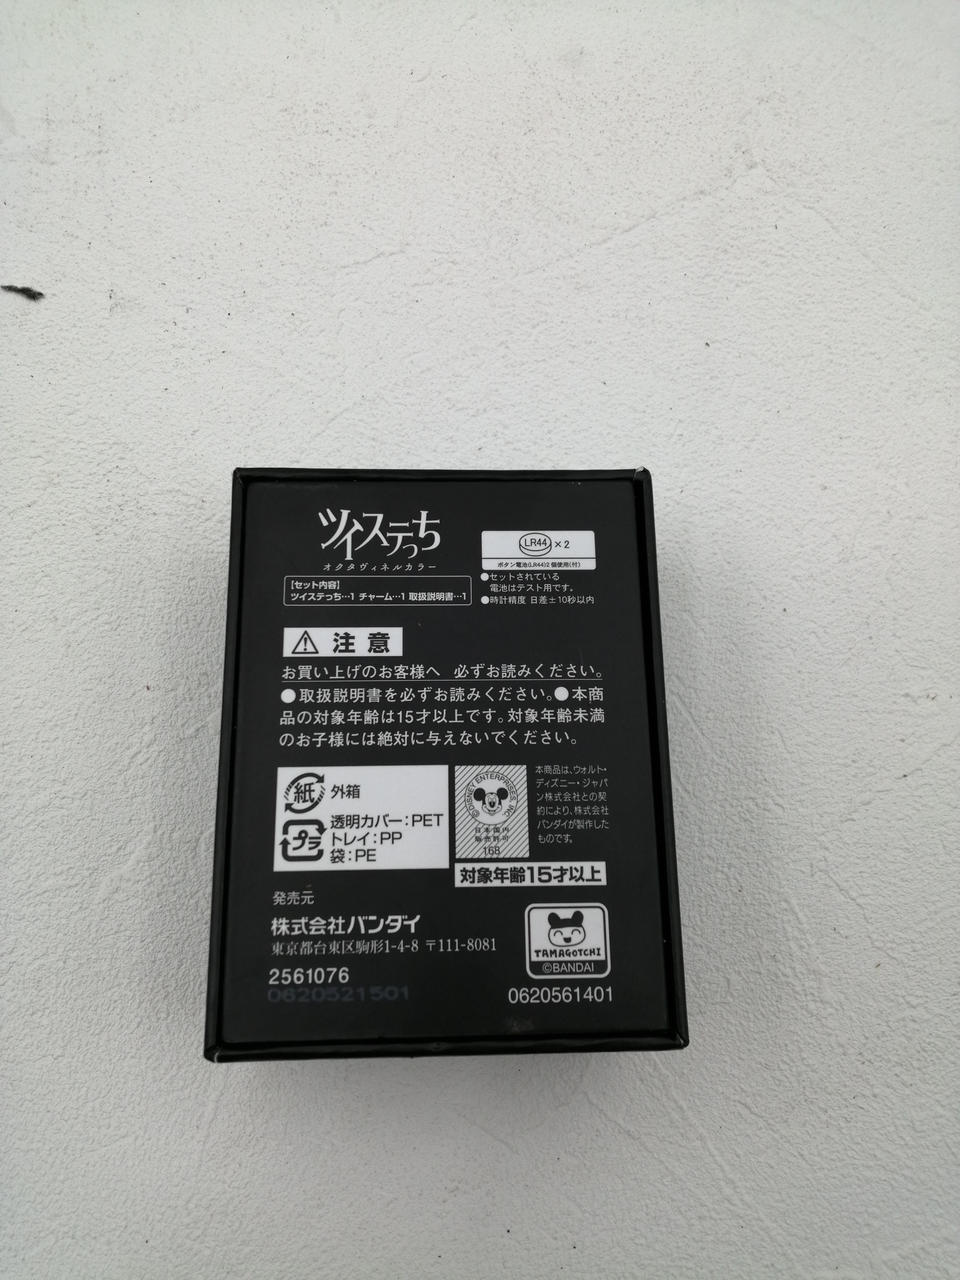 ツイステっち
オクタヴィネルカラー
【セット内容】
ツイステっち…1 チャーム…1 取扱説明書…1
LR44 ×2
ボタン電池(LR44)2個使用(付)
●セットされている
電池はテスト用です。
●時計精度 日差±10秒以内
注意
お買い上げのお客様へ 必ずお読みください。
●取扱説明書を必ずお読みください。●本商
品の対象年齢は15才以上です。対象年齢未満
のお子様には絶対に与えないでください。
紙 外箱
プラ
透明カバー:PET
トレイ:PP
袋:PE
©DISNEY ENTERPRISES, INC.
日本国内
販売許可
168
本商品は、ウォルト・
ディズニー・ジャパ
ン株式会社との契
約により、株式会社
バンダイが製作した
ものです。
対象年齢15才以上
発売元
株式会社バンダイ
東京都台東区駒形1-4-8 〒111-8081
2561076
0620521501
TAMAGOTCHI
©BANDAI
0620561401